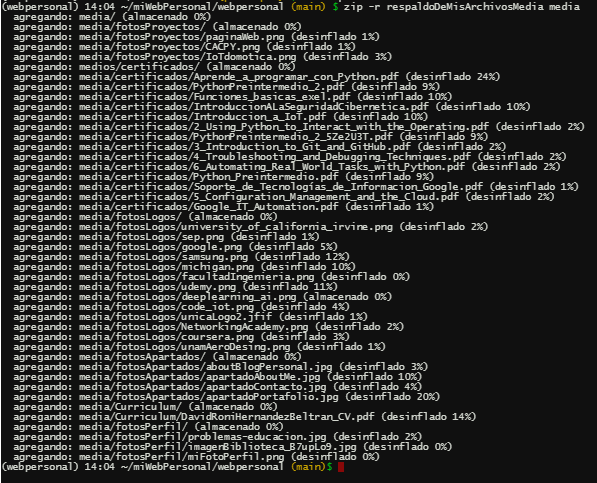 (webpersonal) 14:04 ~/miWebPersonal/webpersonal (main) $ zip -r respaldoDeMisArchivosMedia media
agregando: media/ (almacenado 0%)
agregando: media/fotosProyectos/ (almacenado 0%)
agregando: media/fotosProyectos/paginaWeb.png (desinflado 1%)
agregando: media/fotosProyectos/CACPY.png (desinflado 1%)
agregando: media/fotosProyectos/IoTdomotica.png (desinflado 3%)
agregando: medios/certificados/ (almacenado 0%)
agregando: media/certificados/Aprende_a_programar_con_Python.pdf (desinflado 24%)
agregando: media/certificados/PythonPreintermedio_2.pdf (desinflado 9%)
agregando: media/certificados/Funciones_basicas_exel.pdf (desinflado 10%)
agregando: media/certificados/IntroduccionALaSeguridadCibernetica.pdf (desinflado 10%)
agregando: media/certificados/Introduccion_a_IoT.pdf (desinflado 10%)
agregando: media/certificados/2_Using_Python_to_Interact_with_the_Operating.pdf (desinflado 2%)
agregando: media/certificados/PythonPreintermedio_2_5Ze2U3T.pdf (desinflado 9%)
agregando: media/certificados/3_Introduction_to_Git_and_GitHub.pdf (desinflado 2%)
agregando: media/certificados/4_Troubleshooting_and_Debugging_Techniques.pdf (desinflado 2%)
agregando: media/certificados/6_Automating_Real_World_Tasks_with_Python.pdf (desinflado 2%)
agregando: media/certificados/Python_Preintermedio.pdf (desinflado 9%)
agregando: media/certificados/Soporte_de_Tecnologías_de_Informacion_Google.pdf (desinflado 1%)
agregando: media/certificados/5_Configuration_Management_and_the_Cloud.pdf (desinflado 2%)
agregando: media/certificados/Google_IT_Automation.pdf (desinflado 1%)
agregando: media/fotosLogos/ (almacenado 0%)
agregando: media/fotosLogos/university_of_california_irvine.png (desinflado 2%)
agregando: media/fotosLogos/sep.png (desinflado 1%)
agregando: media/fotosLogos/google.png (desinflado 5%)
agregando: media/fotosLogos/samsung.png (desinflado 12%)
agregando: media/fotosLogos/michigan.png (desinflado 10%)
agregando: media/fotosLogos/facultadIngenieria.png (desinflado 0%)
agregando: media/fotosLogos/udemy.png (desinflado 11%)
agregando: media/fotosLogos/deeplearning_ai.png (almacenado 0%)
agregando: media/fotosLogos/code_iot.png (desinflado 4%)
agregando: media/fotosLogos/unicaLogo2.jfif (desinflado 1%)
agregando: media/fotosLogos/NetworkingAcademy.png (desinflado 2%)
agregando: media/fotosLogos/coursera.png (desinflado 3%)
agregando: media/fotosLogos/unamAeroDesing.png (desinflado 1%)
agregando: media/fotosApartados/ (almacenado 0%)
agregando: media/fotosApartados/aboutBlogPersonal.jpg (desinflado 3%)
agregando: media/fotosApartados/apartadoAboutMe.jpg (desinflado 10%)
agregando: media/fotosApartados/apartadoContacto.jpg (desinflado 4%)
agregando: media/fotosApartados/apartadoPortafolio.jpg (desinflado 20%)
agregando: media/Curriculum/ (almacenado 0%)
agregando: media/Curriculum/DavidRoniHernandezBeltran_CV.pdf (desinflado 14%)
agregando: media/fotosPerfil/ (almacenado 0%)
agregando: media/fotosPerfil/problemas-educacion.jpg (desinflado 2%)
agregando: media/fotosPerfil/imagenBiblioteca_B7upLo9.jpg (desinflado 0%)
agregando: media/fotosPerfil/miFotoPerfil.png (desinflado 0%)
(webpersonal) 14:04 ~/miWebPersonal/webpersonal (main)$